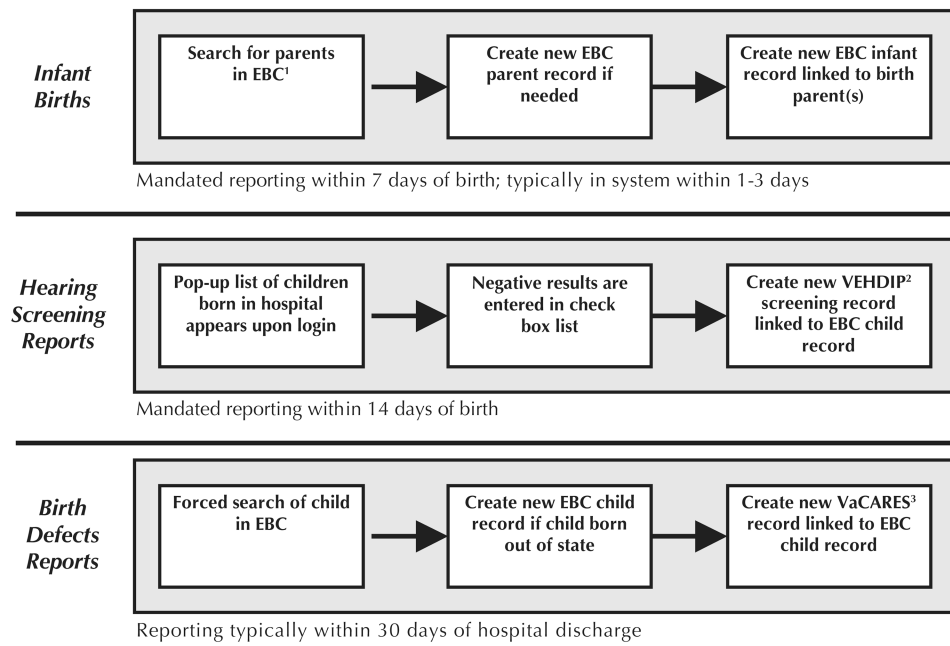 Infant
Births
Search for parents
in EBC¹
Create new EBC
parent record if
needed
Create new EBC infant
record linked to birth
parent(s)
Mandated reporting within 7 days of birth; typically in system within 1-3 days
Hearing
Screening
Reports
Pop-up list of children
born in hospital
appears upon login
Negative results are
entered in check
box list
Create new VEHDIP²
screening record
linked to EBC child
record
Mandated reporting within 14 days of birth
Birth
Defects
Reports
Forced search of child
in EBC
Create new EBC child
record if child born
out of state
Create new VaCARES³
record linked to EBC
child record
Reporting typically within 30 days of hospital discharge